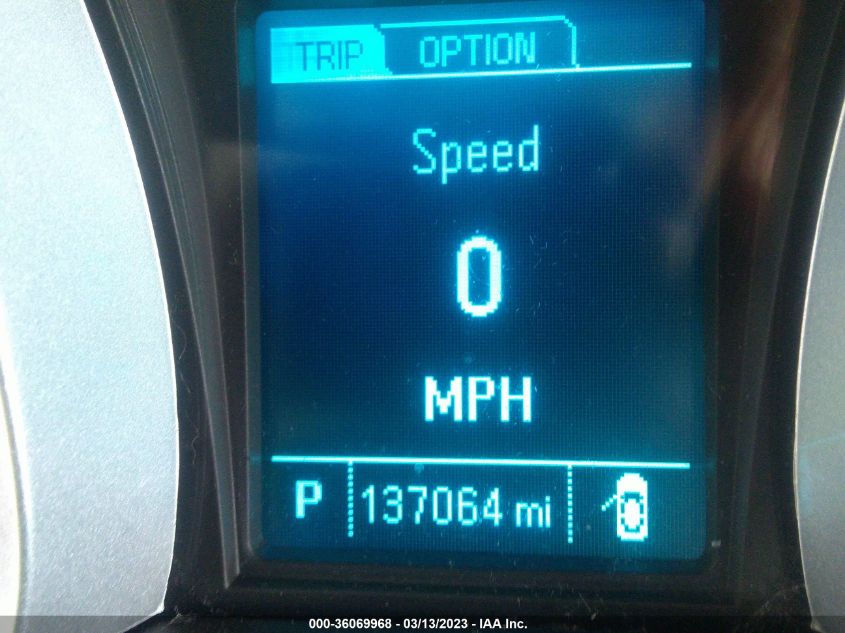 TRIP OPTION
Speed
0
MPH
P 137064 mi
000-36069968 - 03/13/2023 - IAA Inc.